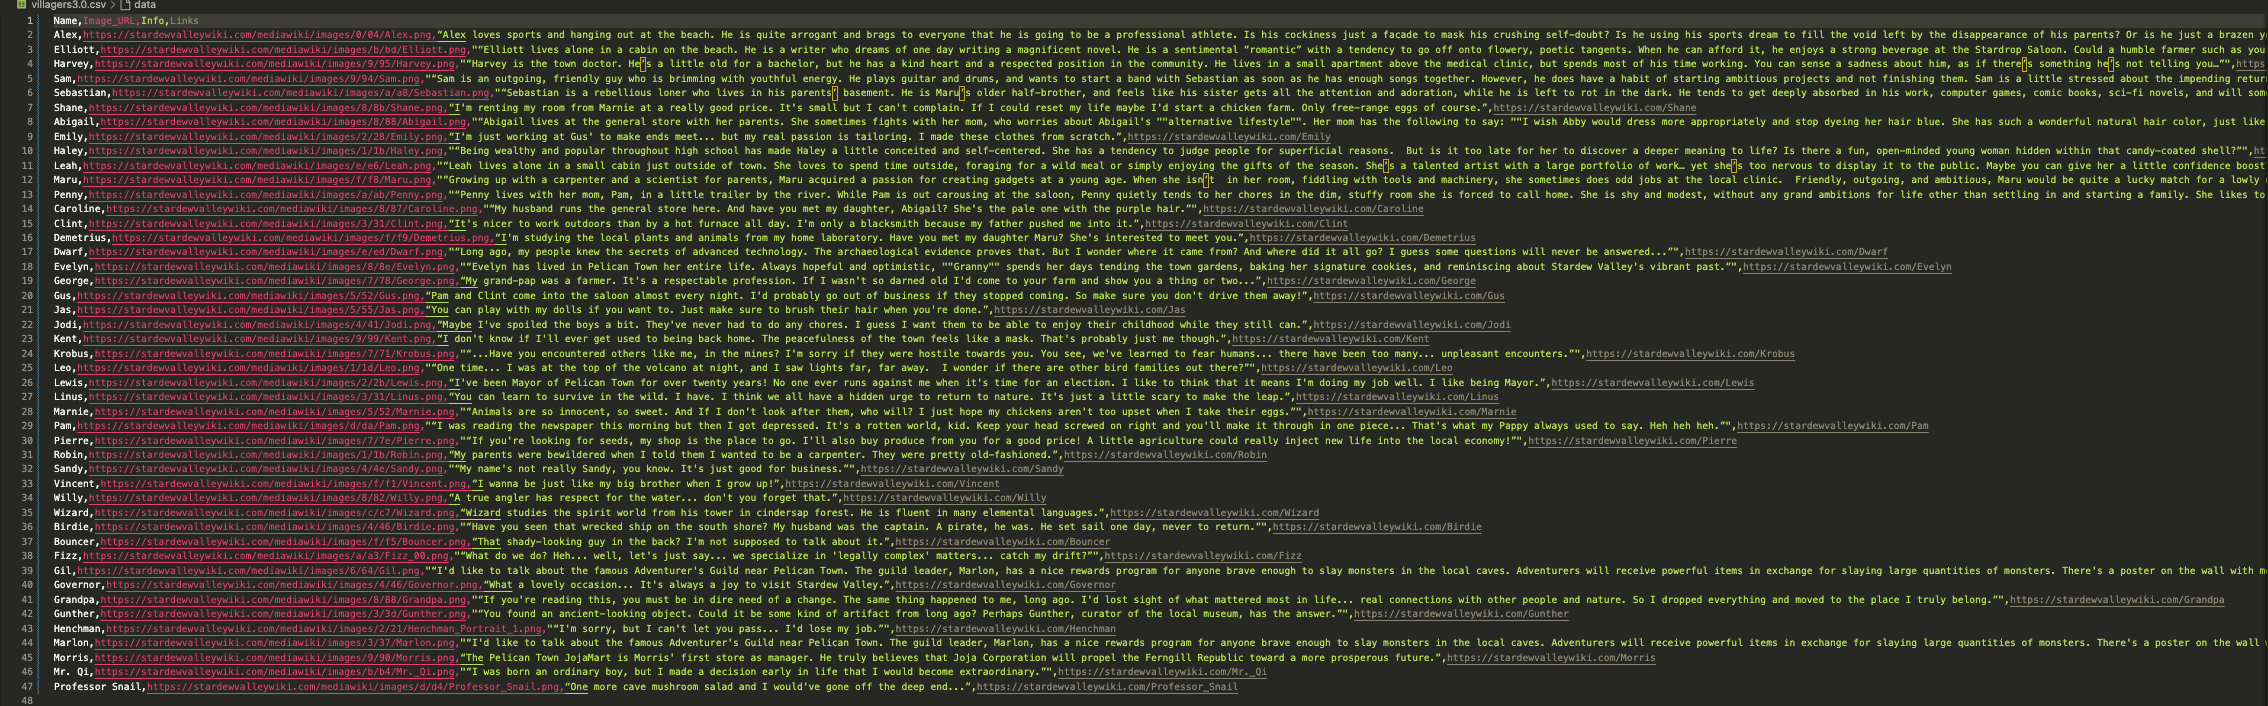 villagers3.0.csv > data
1 Name,Image_URL,Info,Links
2 Alex,https://stardewvalleywiki.com/mediawiki/images/0/04/Alex.png,“Alex loves sports and hanging out at the beach. He is quite arrogant and brags to everyone that he is going to be a professional athlete. Is his cockiness just a facade to mask his crushing self-doubt? Is he using his sports dream to fill the void left by the disappearance of his parents? Or is he just a brazen y
3 Elliott,https://stardewvalleywiki.com/mediawiki/images/b/bd/Elliott.png,"“Elliott lives alone in a cabin on the beach. He is a writer who dreams of one day writing a magnificent novel. He is a sentimental “romantic” with a tendency to go off onto flowery, poetic tangents. When he can afford it, he enjoys a strong beverage at the Stardrop Saloon. Could a humble farmer such as you
4 Harvey,https://stardewvalleywiki.com/mediawiki/images/9/95/Harvey.png,"“Harvey is the town doctor. He’s a little old for a bachelor, but he has a kind heart and a respected position in the community. He lives in a small apartment above the medical clinic, but spends most of his time working. You can sense a sadness about him, as if there’s something he’s not telling you…”",https
5 Sam,https://stardewvalleywiki.com/mediawiki/images/9/94/Sam.png,"“Sam is an outgoing, friendly guy who is brimming with youthful energy. He plays guitar and drums, and wants to start a band with Sebastian as soon as he has enough songs together. However, he does have a habit of starting ambitious projects and not finishing them. Sam is a little stressed about the impending retur
6 Sebastian,https://stardewvalleywiki.com/mediawiki/images/a/a8/Sebastian.png,"“Sebastian is a rebellious loner who lives in his parents’ basement. He is Maru’s older half-brother, and feels like his sister gets all the attention and adoration, while he is left to rot in the dark. He tends to get deeply absorbed in his work, computer games, comic books, sci-fi novels, and will som
7 Shane,https://stardewvalleywiki.com/mediawiki/images/8/8b/Shane.png,“I'm renting my room from Marnie at a really good price. It's small but I can't complain. If I could reset my life maybe I'd start a chicken farm. Only free-range eggs of course.”,https://stardewvalleywiki.com/Shane
8 Abigail,https://stardewvalleywiki.com/mediawiki/images/8/88/Abigail.png,"“Abigail lives at the general store with her parents. She sometimes fights with her mom, who worries about Abigail's ""alternative lifestyle"". Her mom has the following to say: ""I wish Abby would dress more appropriately and stop dyeing her hair blue. She has such a wonderful natural hair color, just like
9 Emily,https://stardewvalleywiki.com/mediawiki/images/2/28/Emily.png,“I'm just working at Gus' to make ends meet... but my real passion is tailoring. I made these clothes from scratch.”,https://stardewvalleywiki.com/Emily
10 Haley,https://stardewvalleywiki.com/mediawiki/images/1/1b/Haley.png,"“Being wealthy and popular throughout high school has made Haley a little conceited and self-centered. She has a tendency to judge people for superficial reasons.  But is it too late for her to discover a deeper meaning to life? Is there a fun, open-minded young woman hidden within that candy-coated shell?”",ht
11 Leah,https://stardewvalleywiki.com/mediawiki/images/e/e6/Leah.png,"“Leah lives alone in a small cabin just outside of town. She loves to spend time outside, foraging for a wild meal or simply enjoying the gifts of the season. She’s a talented artist with a large portfolio of work… yet she’s too nervous to display it to the public. Maybe you can give her a little confidence boos
12 Maru,https://stardewvalleywiki.com/mediawiki/images/f/f8/Maru.png,"“Growing up with a carpenter and a scientist for parents, Maru acquired a passion for creating gadgets at a young age. When she isn’t  in her room, fiddling with tools and machinery, she sometimes does odd jobs at the local clinic.  Friendly, outgoing, and ambitious, Maru would be quite a lucky match for a lowly
13 Penny,https://stardewvalleywiki.com/mediawiki/images/a/ab/Penny.png,"“Penny lives with her mom, Pam, in a little trailer by the river. While Pam is out carousing at the saloon, Penny quietly tends to her chores in the dim, stuffy room she is forced to call home. She is shy and modest, without any grand ambitions for life other than settling in and starting a family. She likes to
14 Caroline,https://stardewvalleywiki.com/mediawiki/images/8/87/Caroline.png,"“My husband runs the general store here. And have you met my daughter, Abigail? She's the pale one with the purple hair.”",https://stardewvalleywiki.com/Caroline
15 Clint,https://stardewvalleywiki.com/mediawiki/images/3/31/Clint.png,“It's nicer to work outdoors than by a hot furnace all day. I'm only a blacksmith because my father pushed me into it.”,https://stardewvalleywiki.com/Clint
16 Demetrius,https://stardewvalleywiki.com/mediawiki/images/f/f9/Demetrius.png,“I'm studying the local plants and animals from my home laboratory. Have you met my daughter Maru? She's interested to meet you.”,https://stardewvalleywiki.com/Demetrius
17 Dwarf,https://stardewvalleywiki.com/mediawiki/images/e/ed/Dwarf.png,"“Long ago, my people knew the secrets of advanced technology. The archaeological evidence proves that. But I wonder where it came from? And where did it all go? I guess some questions will never be answered...”",https://stardewvalleywiki.com/Dwarf
18 Evelyn,https://stardewvalleywiki.com/mediawiki/images/8/8e/Evelyn.png,"“Evelyn has lived in Pelican Town her entire life. Always hopeful and optimistic, ""Granny"" spends her days tending the town gardens, baking her signature cookies, and reminiscing about Stardew Valley's vibrant past.”",https://stardewvalleywiki.com/Evelyn
19 George,https://stardewvalleywiki.com/mediawiki/images/7/78/George.png,“My grand-pap was a farmer. It's a respectable profession. If I wasn't so darned old I'd come to your farm and show you a thing or two...”,https://stardewvalleywiki.com/George
20 Gus,https://stardewvalleywiki.com/mediawiki/images/5/52/Gus.png,“Pam and Clint come into the saloon almost every night. I'd probably go out of business if they stopped coming. So make sure you don't drive them away!”,https://stardewvalleywiki.com/Gus
21 Jas,https://stardewvalleywiki.com/mediawiki/images/5/55/Jas.png,“You can play with my dolls if you want to. Just make sure to brush their hair when you're done.”,https://stardewvalleywiki.com/Jas
22 Jodi,https://stardewvalleywiki.com/mediawiki/images/4/41/Jodi.png,“Maybe I've spoiled the boys a bit. They've never had to do any chores. I guess I want them to be able to enjoy their childhood while they still can.”,https://stardewvalleywiki.com/Jodi
23 Kent,https://stardewvalleywiki.com/mediawiki/images/9/99/Kent.png,“I don't know if I'll ever get used to being back home. The peacefulness of the town feels like a mask. That's probably just me though.”,https://stardewvalleywiki.com/Kent
24 Krobus,https://stardewvalleywiki.com/mediawiki/images/7/71/Krobus.png,"“...Have you encountered others like me, in the mines? I'm sorry if they were hostile towards you. You see, we've learned to fear humans... there have been too many... unpleasant encounters.”",https://stardewvalleywiki.com/Krobus
25 Leo,https://stardewvalleywiki.com/mediawiki/images/1/1d/Leo.png,"“One time... I was at the top of the volcano at night, and I saw lights far, far away.  I wonder if there are other bird families out there?”",https://stardewvalleywiki.com/Leo
26 Lewis,https://stardewvalleywiki.com/mediawiki/images/2/2b/Lewis.png,“I've been Mayor of Pelican Town for over twenty years! No one ever runs against me when it's time for an election. I like to think that it means I'm doing my job well. I like being Mayor.”,https://stardewvalleywiki.com/Lewis
27 Linus,https://stardewvalleywiki.com/mediawiki/images/3/31/Linus.png,“You can learn to survive in the wild. I have. I think we all have a hidden urge to return to nature. It's just a little scary to make the leap.”,https://stardewvalleywiki.com/Linus
28 Marnie,https://stardewvalleywiki.com/mediawiki/images/5/52/Marnie.png,"“Animals are so innocent, so sweet. And If I don't look after them, who will? I just hope my chickens aren't too upset when I take their eggs.”",https://stardewvalleywiki.com/Marnie
29 Pam,https://stardewvalleywiki.com/mediawiki/images/d/da/Pam.png,"“I was reading the newspaper this morning but then I got depressed. It's a rotten world, kid. Keep your head screwed on right and you'll make it through in one piece... That's what my Pappy always used to say. Heh heh heh.”",https://stardewvalleywiki.com/Pam
30 Pierre,https://stardewvalleywiki.com/mediawiki/images/7/7e/Pierre.png,"“If you're looking for seeds, my shop is the place to go. I'll also buy produce from you for a good price! A little agriculture could really inject new life into the local economy!”",https://stardewvalleywiki.com/Pierre
31 Robin,https://stardewvalleywiki.com/mediawiki/images/1/1b/Robin.png,“My parents were bewildered when I told them I wanted to be a carpenter. They were pretty old-fashioned.”,https://stardewvalleywiki.com/Robin
32 Sandy,https://stardewvalleywiki.com/mediawiki/images/4/4e/Sandy.png,"“My name's not really Sandy, you know. It's just good for business.”",https://stardewvalleywiki.com/Sandy
33 Vincent,https://stardewvalleywiki.com/mediawiki/images/f/f1/Vincent.png,“I wanna be just like my big brother when I grow up!”,https://stardewvalleywiki.com/Vincent
34 Willy,https://stardewvalleywiki.com/mediawiki/images/8/82/Willy.png,“A true angler has respect for the water... don't you forget that.”,https://stardewvalleywiki.com/Willy
35 Wizard,https://stardewvalleywiki.com/mediawiki/images/c/c7/Wizard.png,“Wizard studies the spirit world from his tower in cindersap forest. He is fluent in many elemental languages.”,https://stardewvalleywiki.com/Wizard
36 Birdie,https://stardewvalleywiki.com/mediawiki/images/4/46/Birdie.png,"“Have you seen that wrecked ship on the south shore? My husband was the captain. A pirate, he was. He set sail one day, never to return.”",https://stardewvalleywiki.com/Birdie
37 Bouncer,https://stardewvalleywiki.com/mediawiki/images/f/f5/Bouncer.png,“That shady-looking guy in the back? I'm not supposed to talk about it.”,https://stardewvalleywiki.com/Bouncer
38 Fizz,https://stardewvalleywiki.com/mediawiki/images/a/a3/Fizz_00.png,"“What do we do? Heh... well, let's just say... we specialize in 'legally complex' matters... catch my drift?”",https://stardewvalleywiki.com/Fizz
39 Gil,https://stardewvalleywiki.com/mediawiki/images/6/64/Gil.png,"“I'd like to talk about the famous Adventurer's Guild near Pelican Town. The guild leader, Marlon, has a nice rewards program for anyone brave enough to slay monsters in the local caves. Adventurers will receive powerful items in exchange for slaying large quantities of monsters. There's a poster on the wall with m
40 Governor,https://stardewvalleywiki.com/mediawiki/images/4/46/Governor.png,“What a lovely occasion... It's always a joy to visit Stardew Valley.”,https://stardewvalleywiki.com/Governor
41 Grandpa,https://stardewvalleywiki.com/mediawiki/images/8/88/Grandpa.png,"“If you're reading this, you must be in dire need of a change. The same thing happened to me, long ago. I'd lost sight of what mattered most in life... real connections with other people and nature. So I dropped everything and moved to the place I truly belong.”",https://stardewvalleywiki.com/Grandpa
42 Gunther,https://stardewvalleywiki.com/mediawiki/images/3/3d/Gunther.png,"“You found an ancient-looking object. Could it be some kind of artifact from long ago? Perhaps Gunther, curator of the local museum, has the answer.”",https://stardewvalleywiki.com/Gunther
43 Henchman,https://stardewvalleywiki.com/mediawiki/images/2/21/Henchman_Portrait_1.png,"“I'm sorry, but I can't let you pass... I'd lose my job.”",https://stardewvalleywiki.com/Henchman
44 Marlon,https://stardewvalleywiki.com/mediawiki/images/3/37/Marlon.png,"“I'd like to talk about the famous Adventurer's Guild near Pelican Town. The guild leader, Marlon, has a nice rewards program for anyone brave enough to slay monsters in the local caves. Adventurers will receive powerful items in exchange for slaying large quantities of monsters. There's a poster on the wall
45 Morris,https://stardewvalleywiki.com/mediawiki/images/9/90/Morris.png,“The Pelican Town JojaMart is Morris' first store as manager. He truly believes that Joja Corporation will propel the Ferngill Republic toward a more prosperous future.”,https://stardewvalleywiki.com/Morris
46 Mr. Qi,https://stardewvalleywiki.com/mediawiki/images/b/b4/Mr._Qi.png,"“I was born an ordinary boy, but I made a decision early in life that I would become extraordinary.”",https://stardewvalleywiki.com/Mr._Qi
47 Professor Snail,https://stardewvalleywiki.com/mediawiki/images/d/d4/Professor_Snail.png,“One more cave mushroom salad and I would've gone off the deep end...”,https://stardewvalleywiki.com/Professor_Snail
48